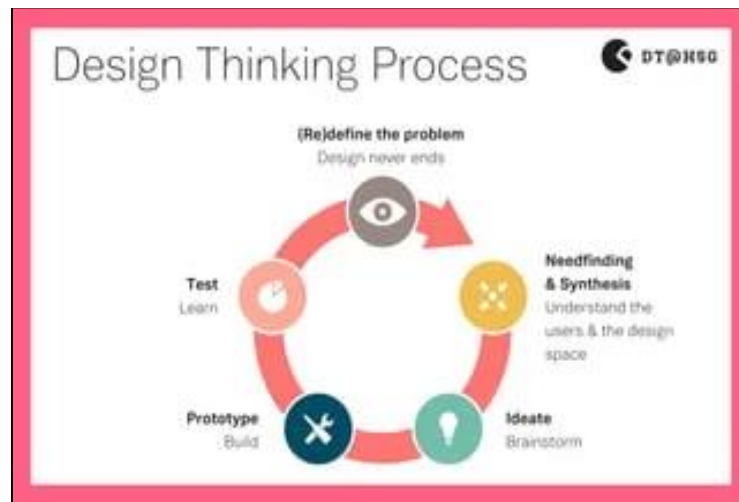 Design Thinking Process
DT@HSG
(Re)define the problem
Design never ends
Needfinding
& Synthesis
Understand the
users & the design
space
Test
Learn
Prototype
Build
Ideate
Brainstorm